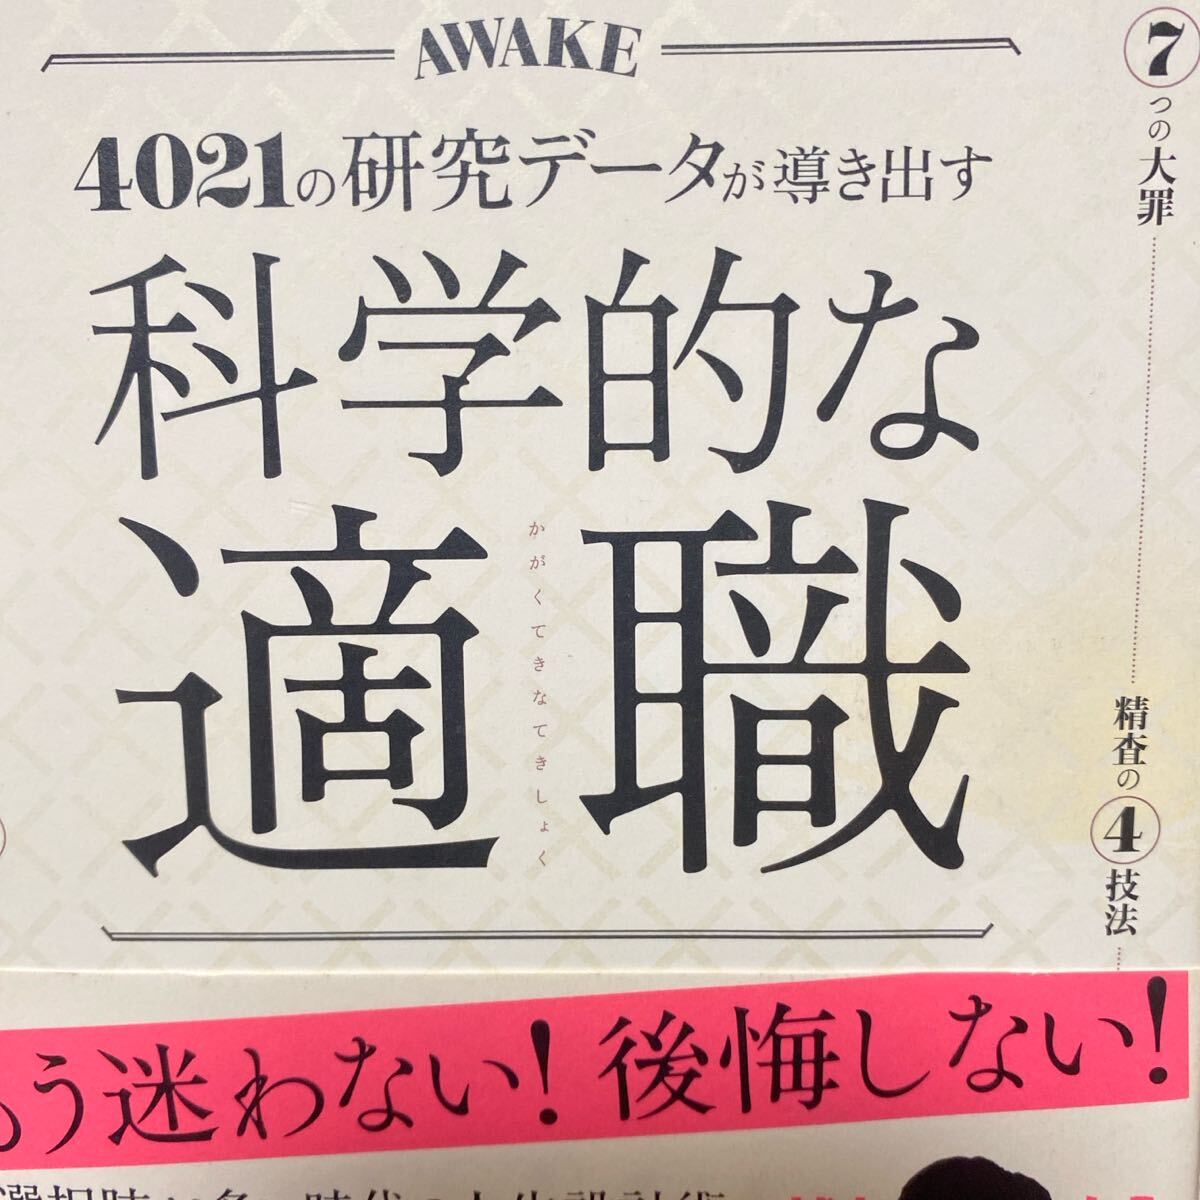 AWAKE
4021の研究データが導き出す
科学的な
適職
かがくてきなてきしょく
7つの大罪
精査の4技法
もう迷わない!後悔しない!